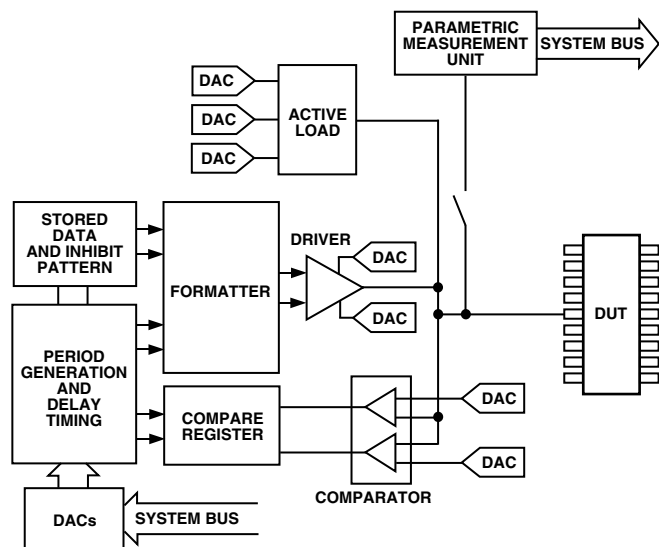 PARAMETRIC
MEASUREMENT
UNIT
SYSTEM BUS
DAC
DAC
DAC
ACTIVE
LOAD
STORED
DATA
AND INHIBIT
PATTERN
FORMATTER
DRIVER
DAC
DAC
DUT
PERIOD
GENERATION
AND
DELAY
TIMING
COMPARE
REGISTER
DAC
DAC
COMPARATOR
DACs
SYSTEM BUS